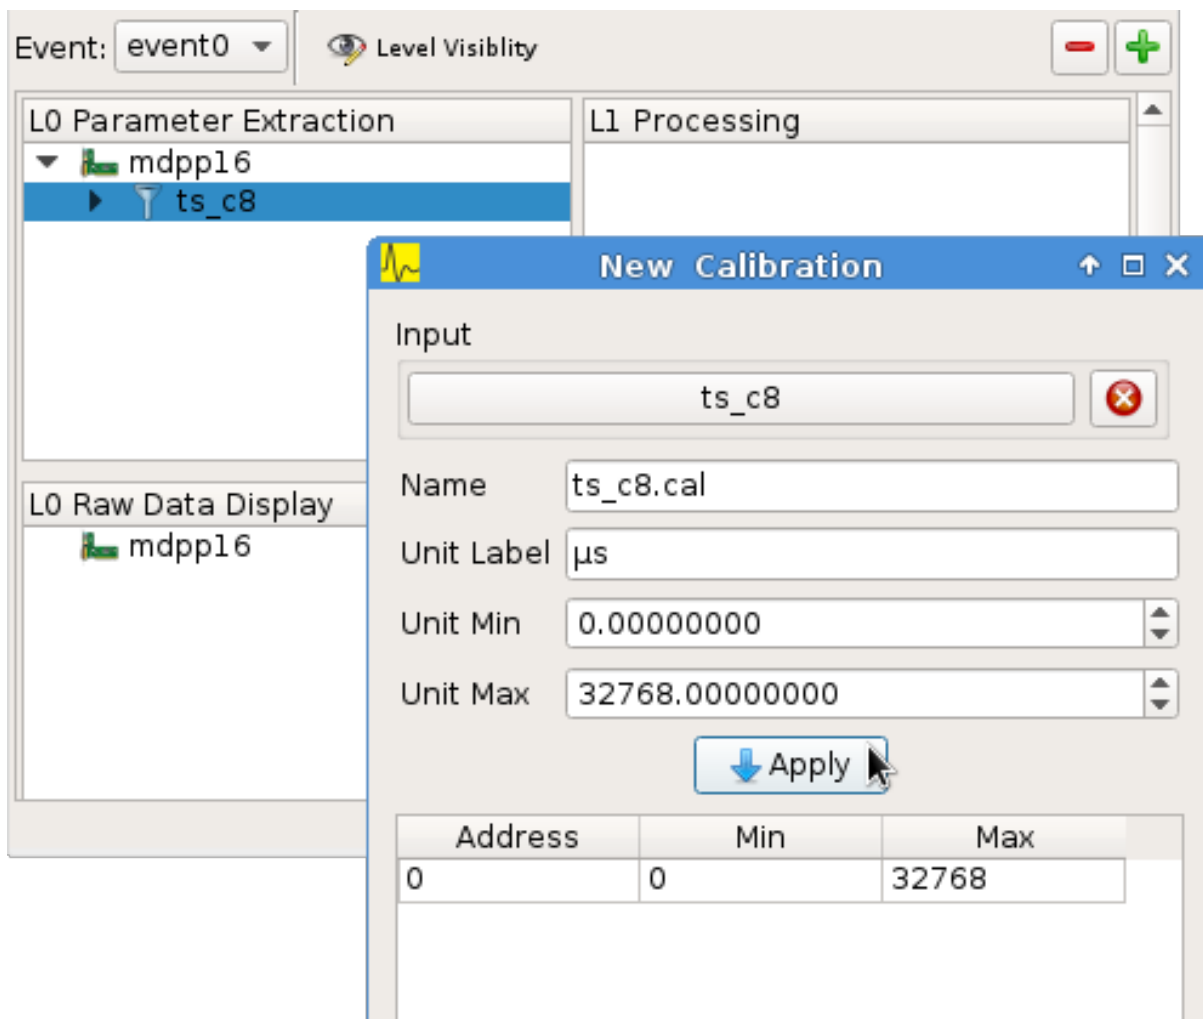 Event: event0 Level Visiblity
L0 Parameter Extraction L1 Processing
mdpp16
ts_c8
New Calibration
Input
ts_c8
Name ts_c8.cal
L0 Raw Data Display
mdpp16
Unit Label µs
Unit Min 0.00000000
Unit Max 32768.00000000
Apply
Address Min Max
0 0 32768